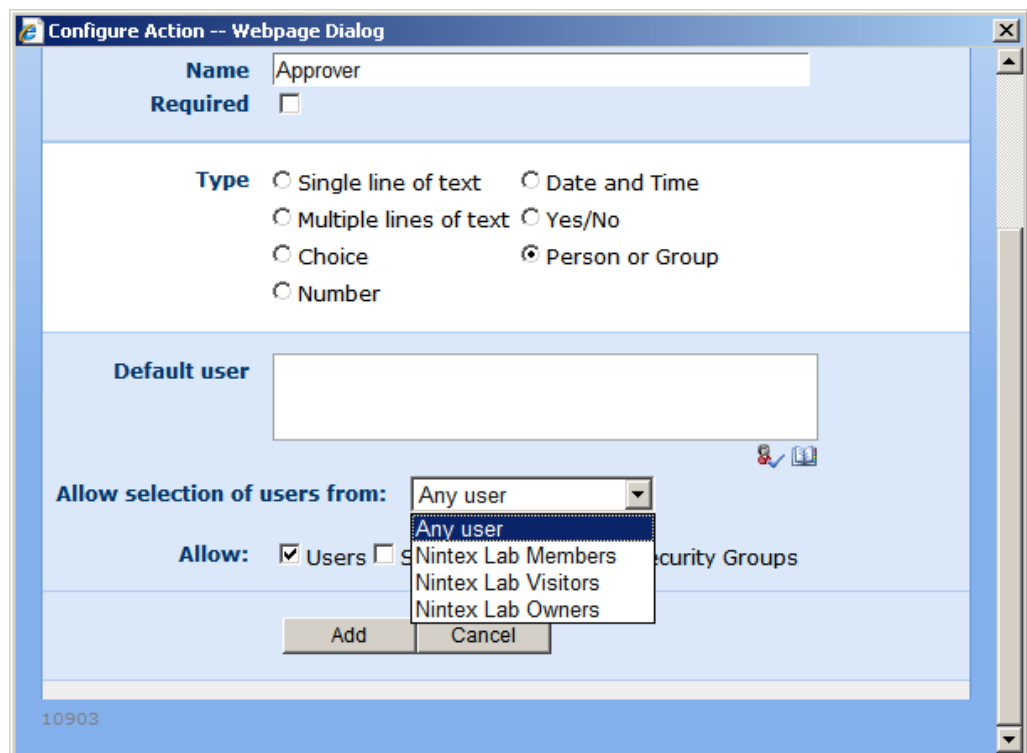 Configure Action -- Webpage Dialog
Name Approver
Required
Type Single line of text Date and Time
Multiple lines of text Yes/No
Choice Person or Group
Number
Default user
Allow selection of users from: Any user
Any user
Allow: Users Nintex Lab Members Security Groups
Nintex Lab Visitors
Nintex Lab Owners
Add Cancel
10903